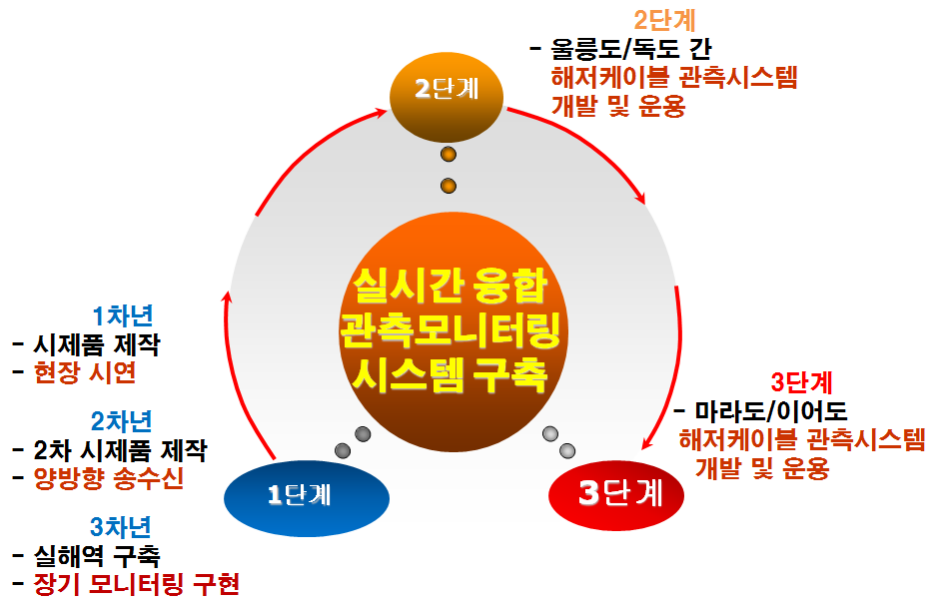 2단계
- 울릉도/독도 간
해저케이블 관측시스템
개발 및 운용
2단계
실시간 융합
관측모니터링
시스템 구축
1차년
- 시제품 제작
- 현장 시연
2차년
- 2차 시제품 제작
- 양방향 송수신
3차년
- 실해역 구축
- 장기 모니터링 구현
1단계
3단계
- 마라도/이어도
해저케이블 관측시스템
개발 및 운용
3단계